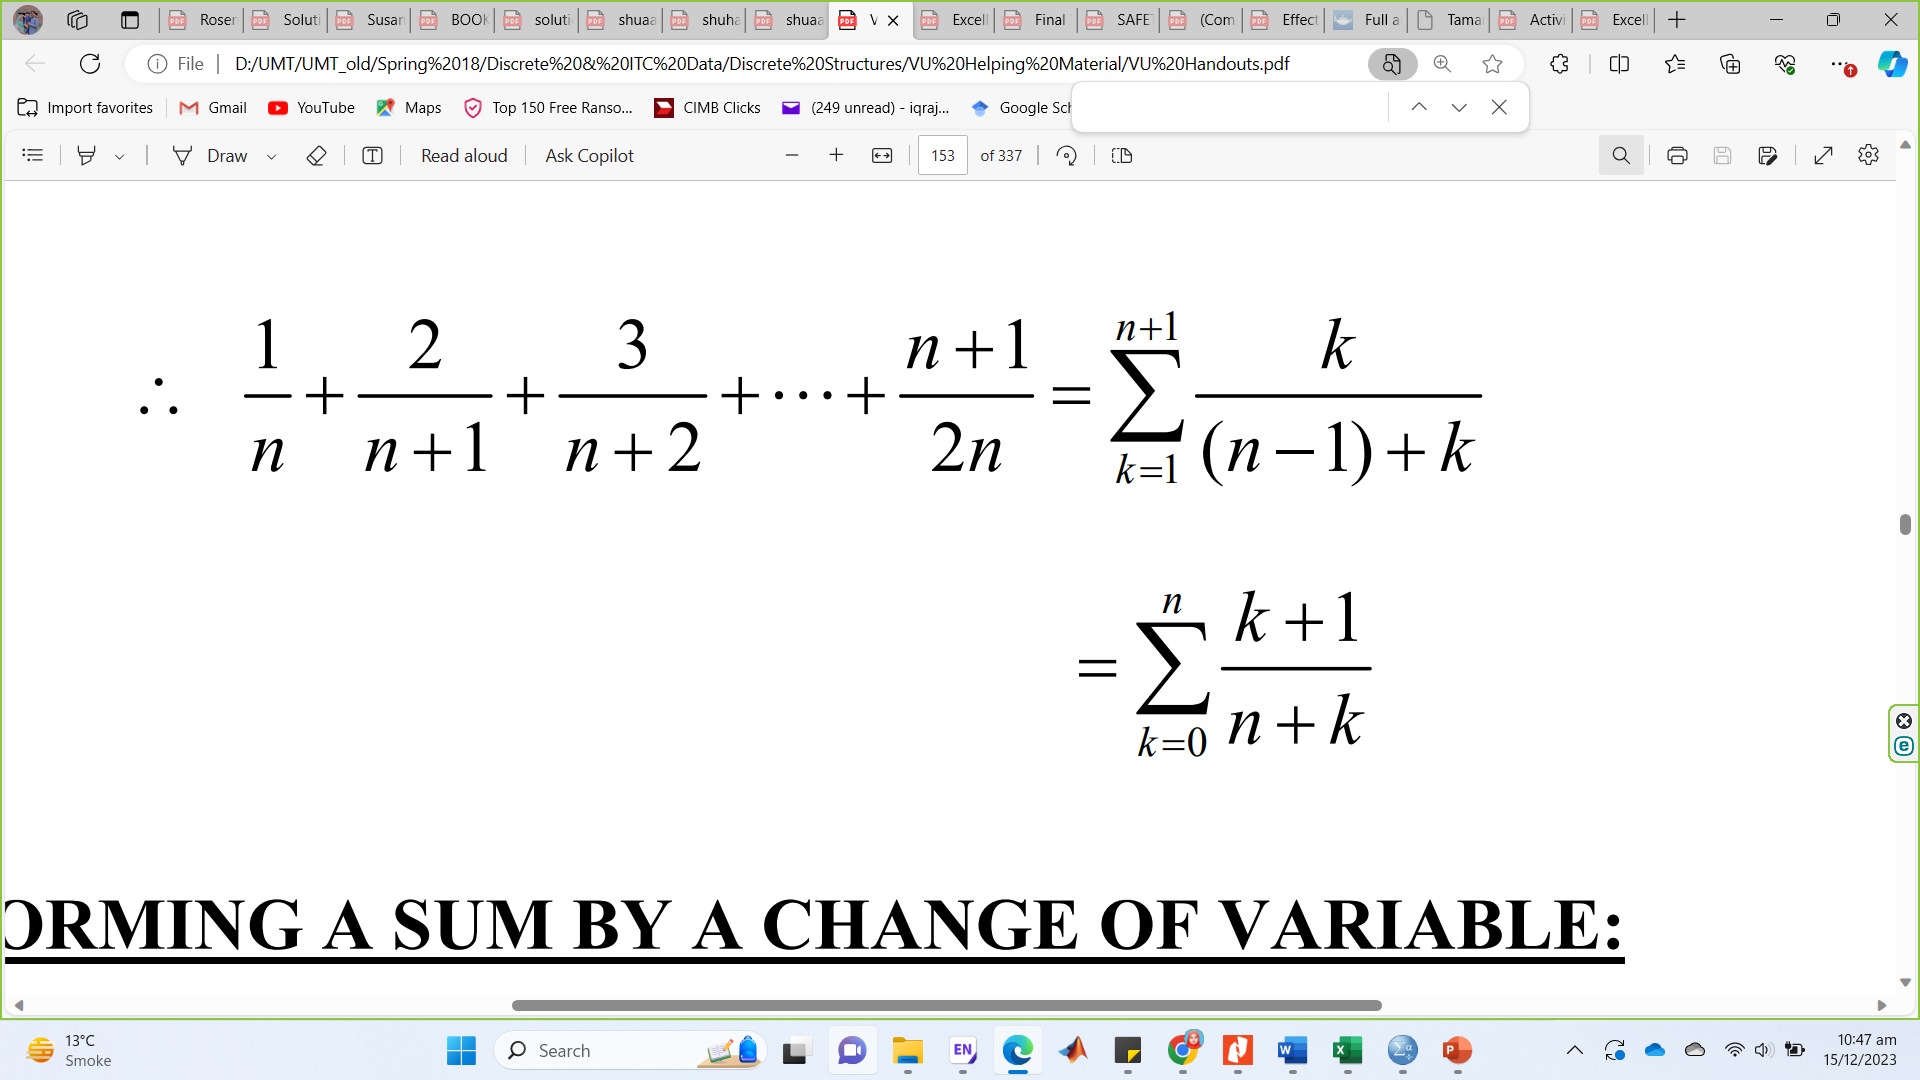 Roser Soluti Susan BOOK soluti shuaa shuha shuaa V Excell Final SAFE (Com Effect Full a Tama Activi Excell
File D:/UMT/UMT_old/Spring%2018/Discrete%20&%20ITC%20Data/Discrete%20Structures/VU%20Helping%20Material/VU%20Handouts.pdf
Import favorites Gmail YouTube Maps Top 150 Free Ranso... CIMB Clicks (249 unread) - iqraj... Google Sch
Draw Read aloud Ask Copilot 153 of 337
∴ 1/n + 2/(n+1) + 3/(n+2) + ⋯ + (n+1)/2n = ∑_{k=1}^{n+1} k/((n−1)+k)
= ∑_{k=0}^{n} (k+1)/(n+k)
ORMING A SUM BY A CHANGE OF VARIABLE:
13°C
Smoke
Search
EN
10:47 am
15/12/2023